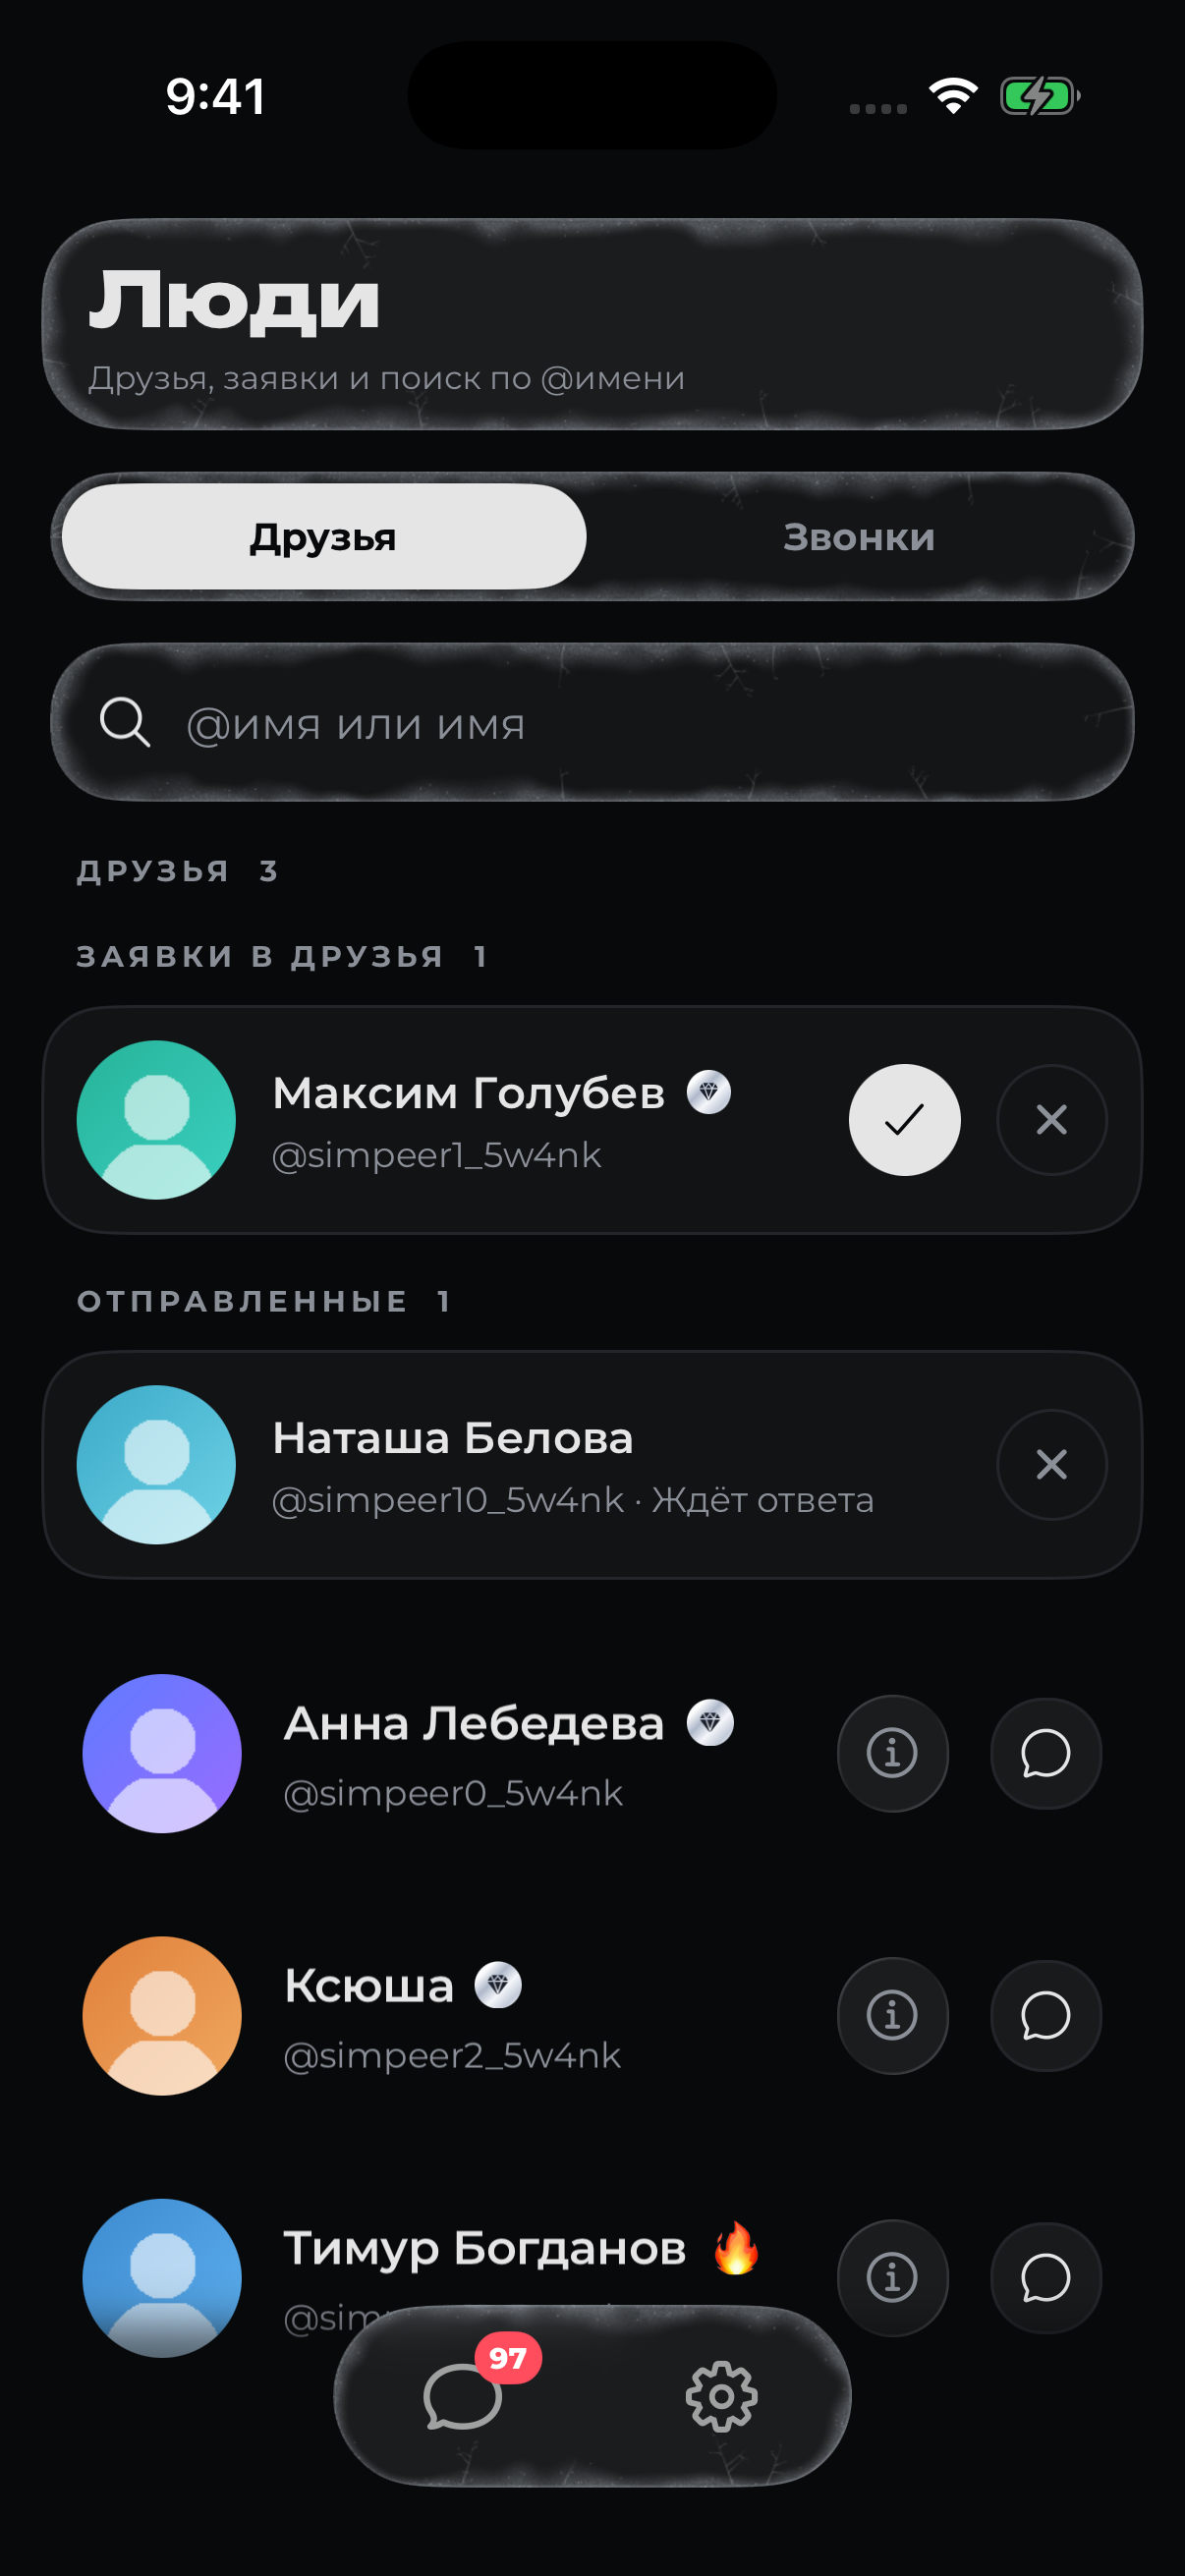 9:41
Люди
Друзья, заявки и поиск по @имени
Друзья
Звонки
@имя или имя
ДРУЗЬЯ 3
ЗАЯВКИ В ДРУЗЬЯ 1
Максим Голубев
@simpeer1_5w4nk
ОТПРАВЛЕННЫЕ 1
Наташа Белова
@simpeer10_5w4nk · Ждёт ответа
Анна Лебедева
@simpeer0_5w4nk
Ксюша
@simpeer2_5w4nk
Тимур Богданов
97